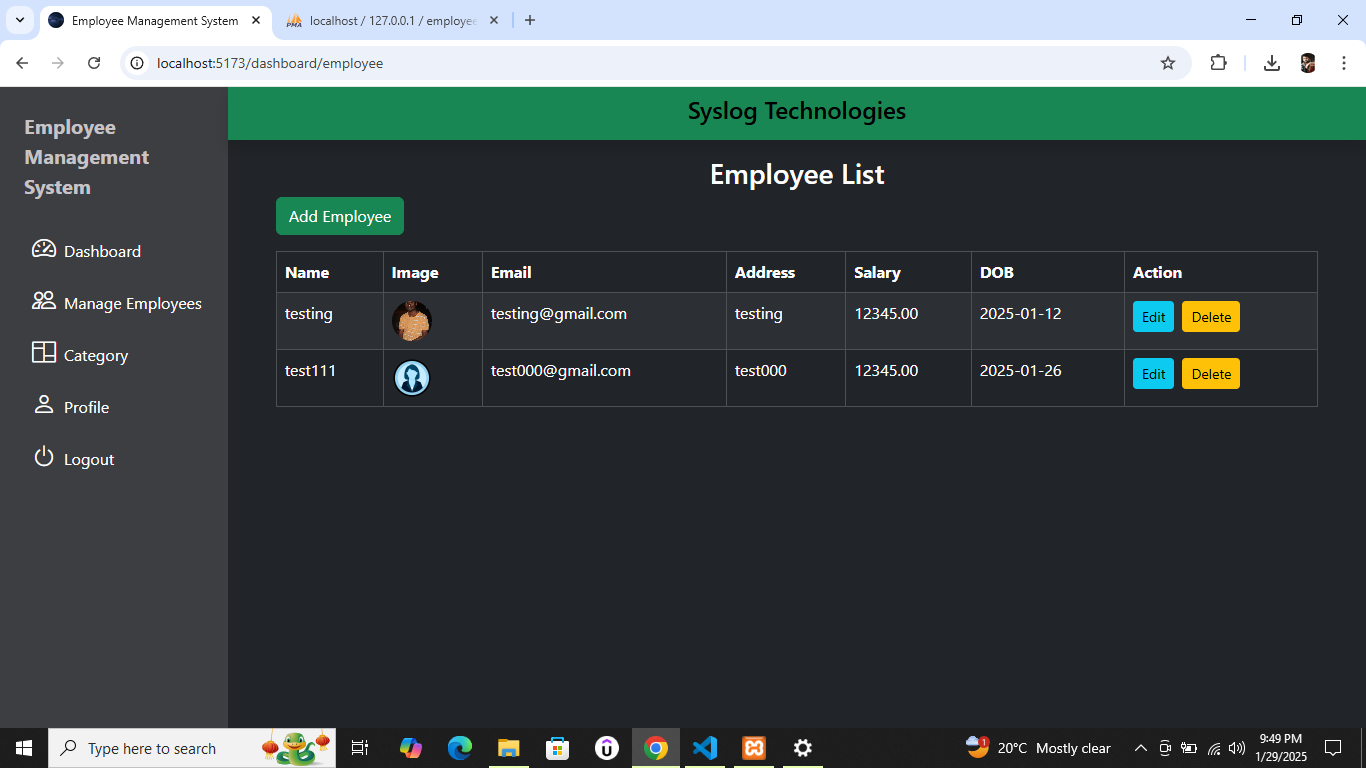 Employee Management System
PMA
localhost / 127.0.0.1 / employee
localhost:5173/dashboard/employee
Employee
Management
System
Dashboard
Manage Employees
Category
Profile
Logout
Syslog Technologies
Employee List
Add Employee
Name Image Email Address Salary DOB Action
testing testing@gmail.com testing 12345.00 2025-01-12 Edit Delete
test111 test000@gmail.com test000 12345.00 2025-01-26 Edit Delete
Type here to search
1
20°C Mostly clear
9:49 PM
1/29/2025